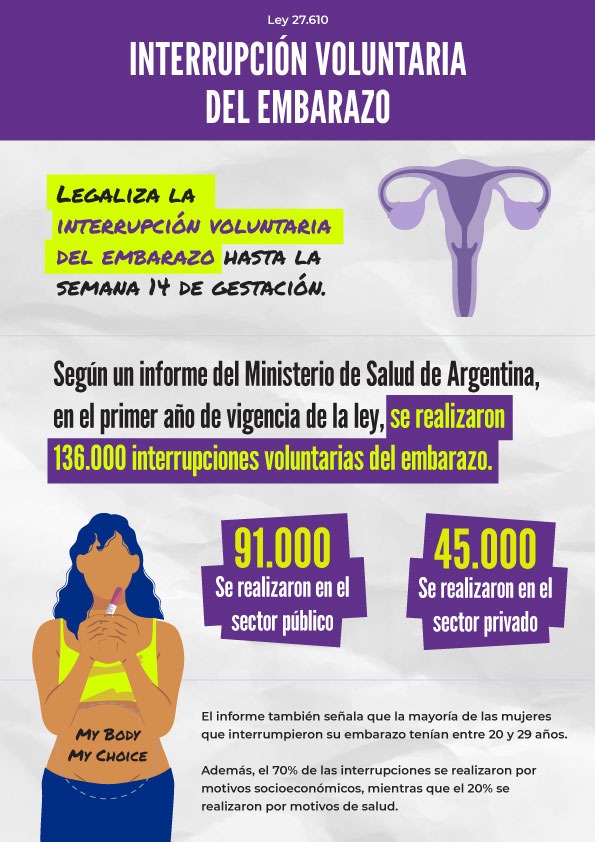 Ley 27.610
INTERRUPCIÓN VOLUNTARIA
DEL EMBARAZO
LEGALIZA LA
INTERRUPCIÓN VOLUNTARIA
DEL EMBARAZO HASTA LA
SEMANA 14 DE GESTACIÓN.
Según un informe del Ministerio de Salud de Argentina,
en el primer año de vigencia de la ley, se realizaron
136.000 interrupciones voluntarias del embarazo.
91.000
Se realizaron en el
sector público
45.000
Se realizaron en el
sector privado
MY BODY
MY CHOICE
El informe también señala que la mayoría de las mujeres
que interrumpieron su embarazo tenían entre 20 y 29 años.
Además, el 70% de las interrupciones se realizaron por
motivos socioeconómicos, mientras que el 20% se
realizaron por motivos de salud.